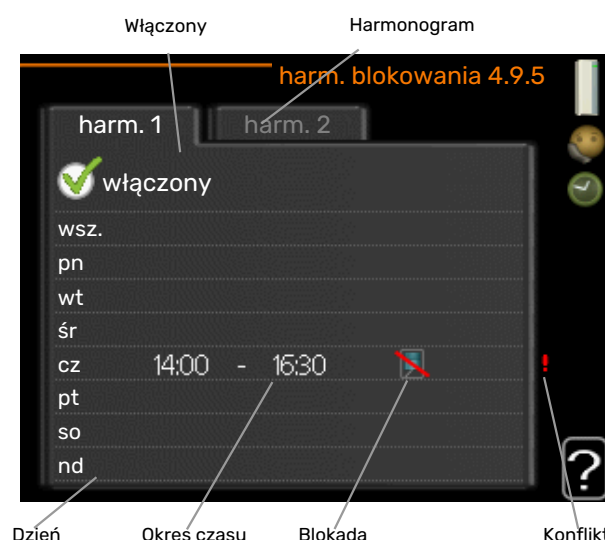 Włączony
Harmonogram
harm. blokowania 4.9.5
harm. 1
harm. 2
włączony
wsz.
pn
wt
śr
cz 14:00 - 16:30 !
pt
so
nd
?
Dzień
Okres czasu
Blokada
Konflikt